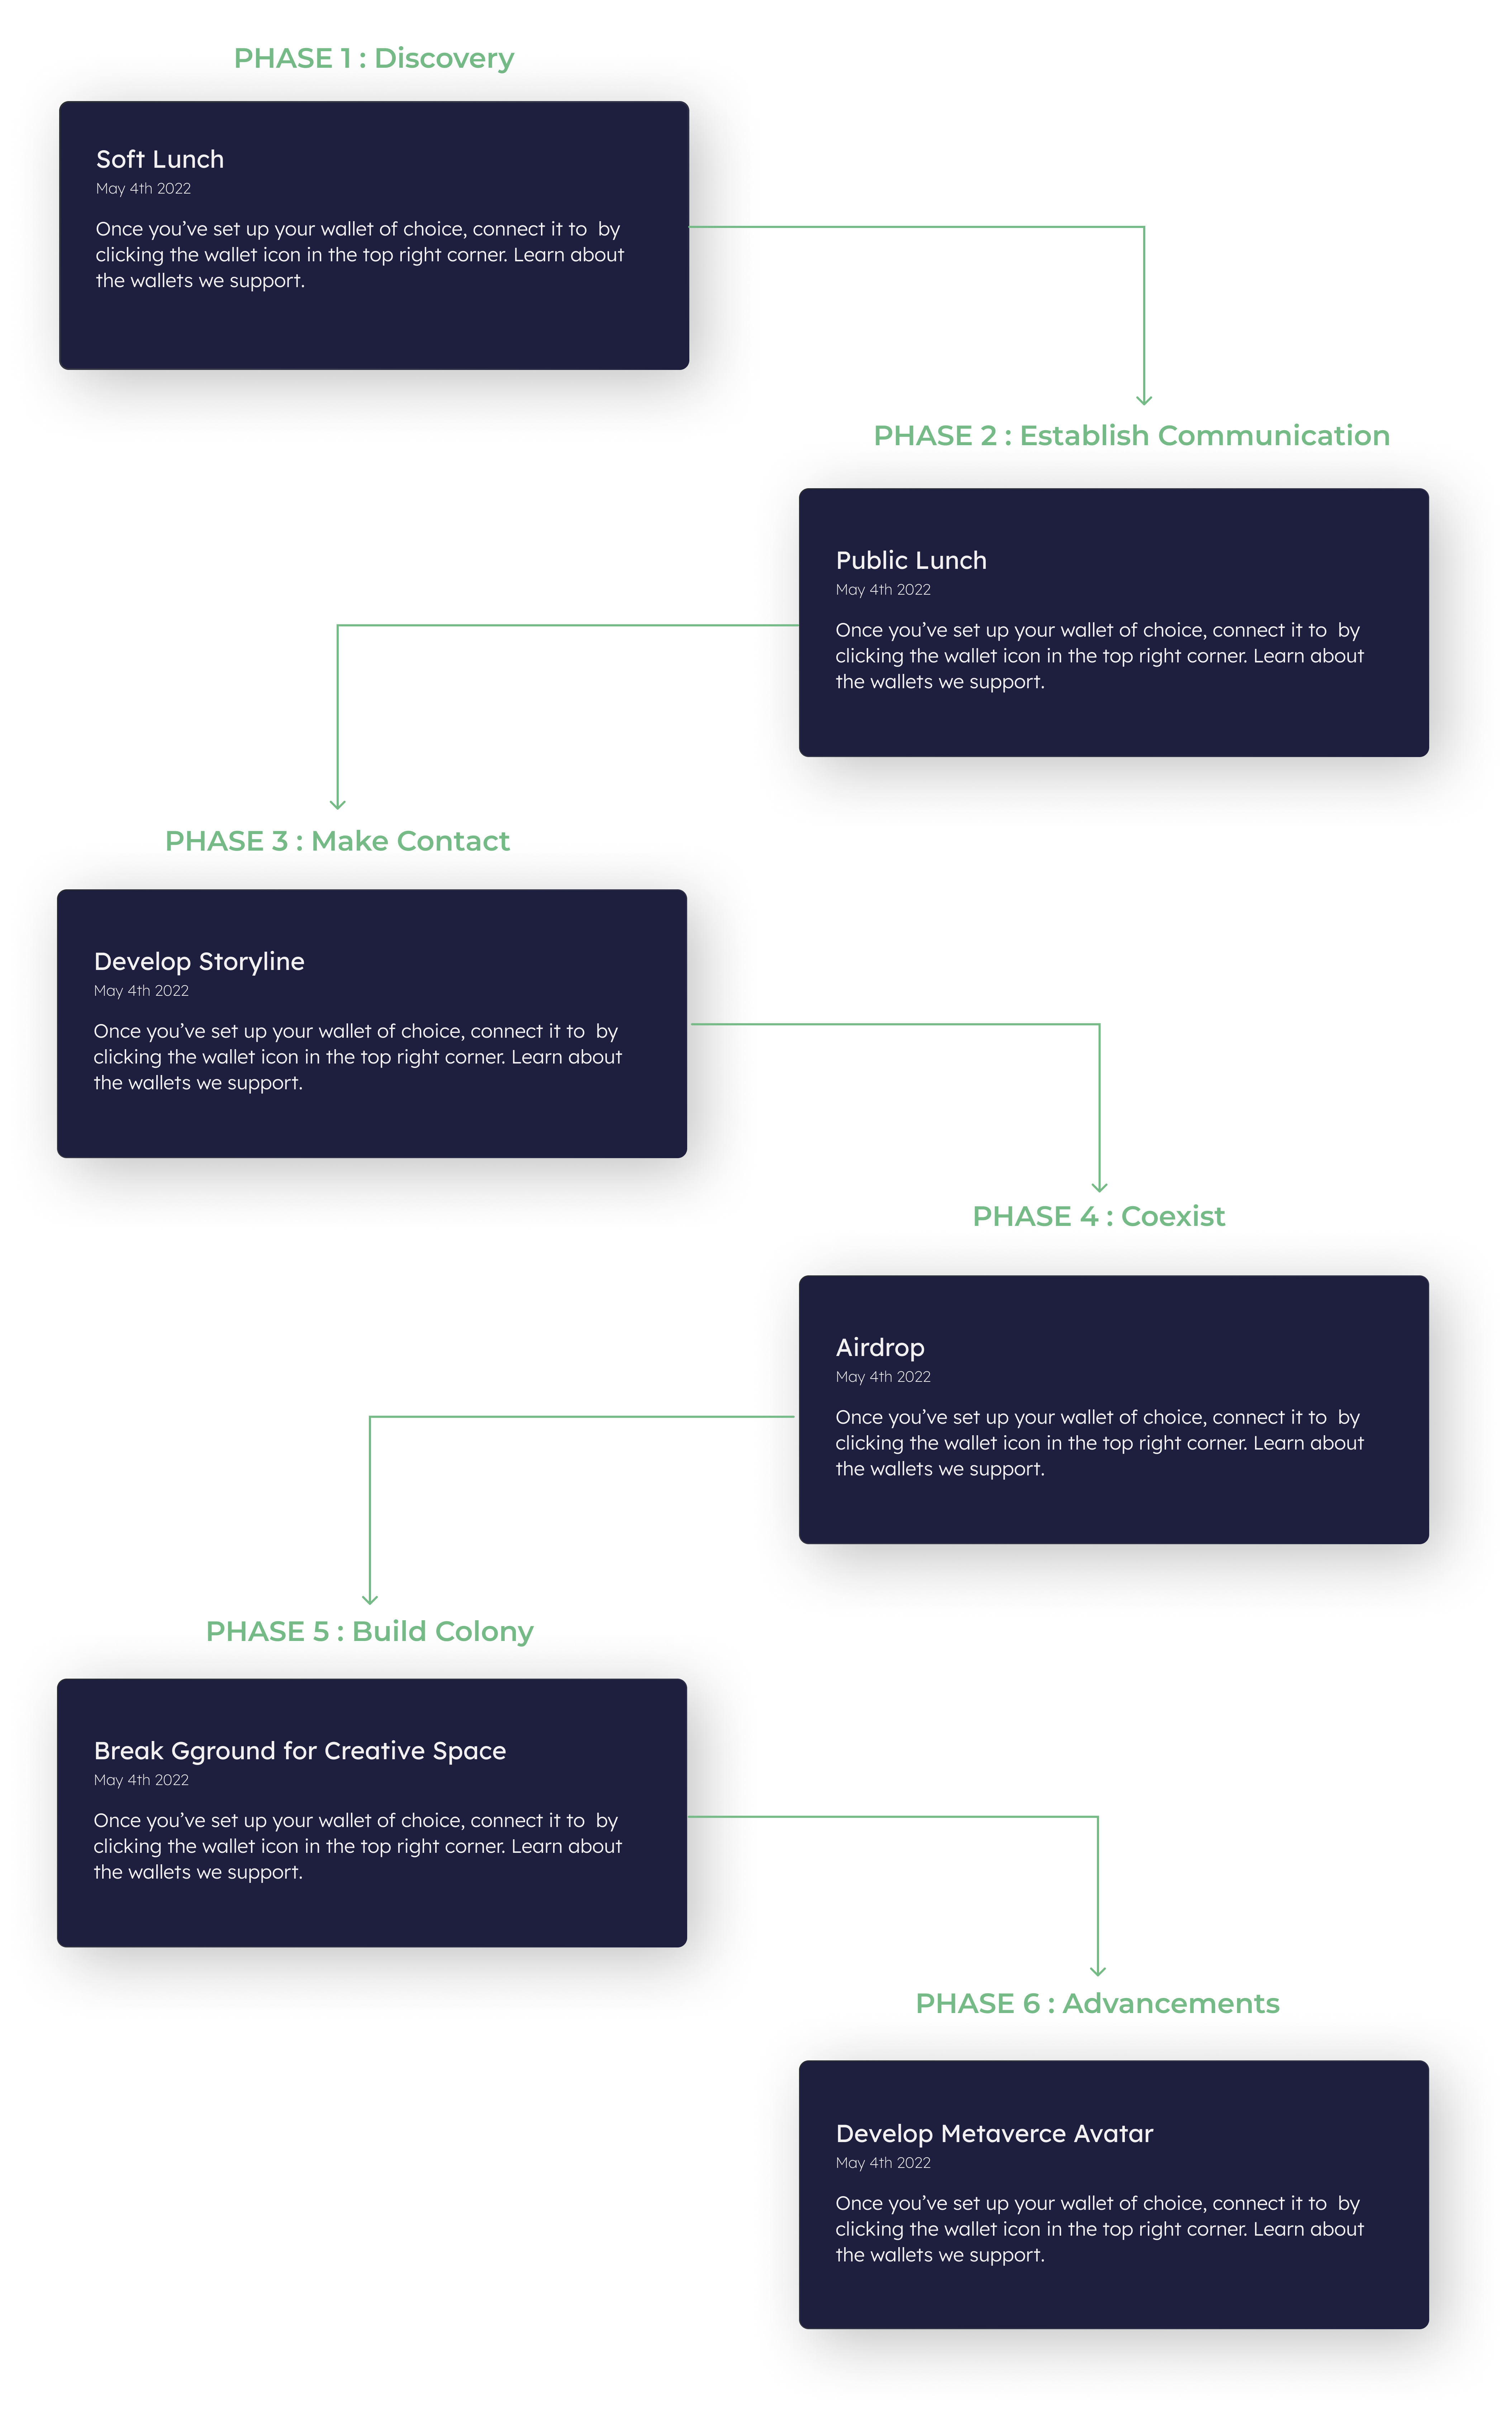 PHASE 1 : Discovery
Soft Lunch
May 4th 2022
Once you’ve set up your wallet of choice, connect it to  by
clicking the wallet icon in the top right corner. Learn about
the wallets we support.
PHASE 2 : Establish Communication
Public Lunch
May 4th 2022
Once you’ve set up your wallet of choice, connect it to  by
clicking the wallet icon in the top right corner. Learn about
the wallets we support.
PHASE 3 : Make Contact
Develop Storyline
May 4th 2022
Once you’ve set up your wallet of choice, connect it to  by
clicking the wallet icon in the top right corner. Learn about
the wallets we support.
PHASE 4 : Coexist
Airdrop
May 4th 2022
Once you’ve set up your wallet of choice, connect it to  by
clicking the wallet icon in the top right corner. Learn about
the wallets we support.
PHASE 5 : Build Colony
Break Gground for Creative Space
May 4th 2022
Once you’ve set up your wallet of choice, connect it to  by
clicking the wallet icon in the top right corner. Learn about
the wallets we support.
PHASE 6 : Advancements
Develop Metaverce Avatar
May 4th 2022
Once you’ve set up your wallet of choice, connect it to  by
clicking the wallet icon in the top right corner. Learn about
the wallets we support.